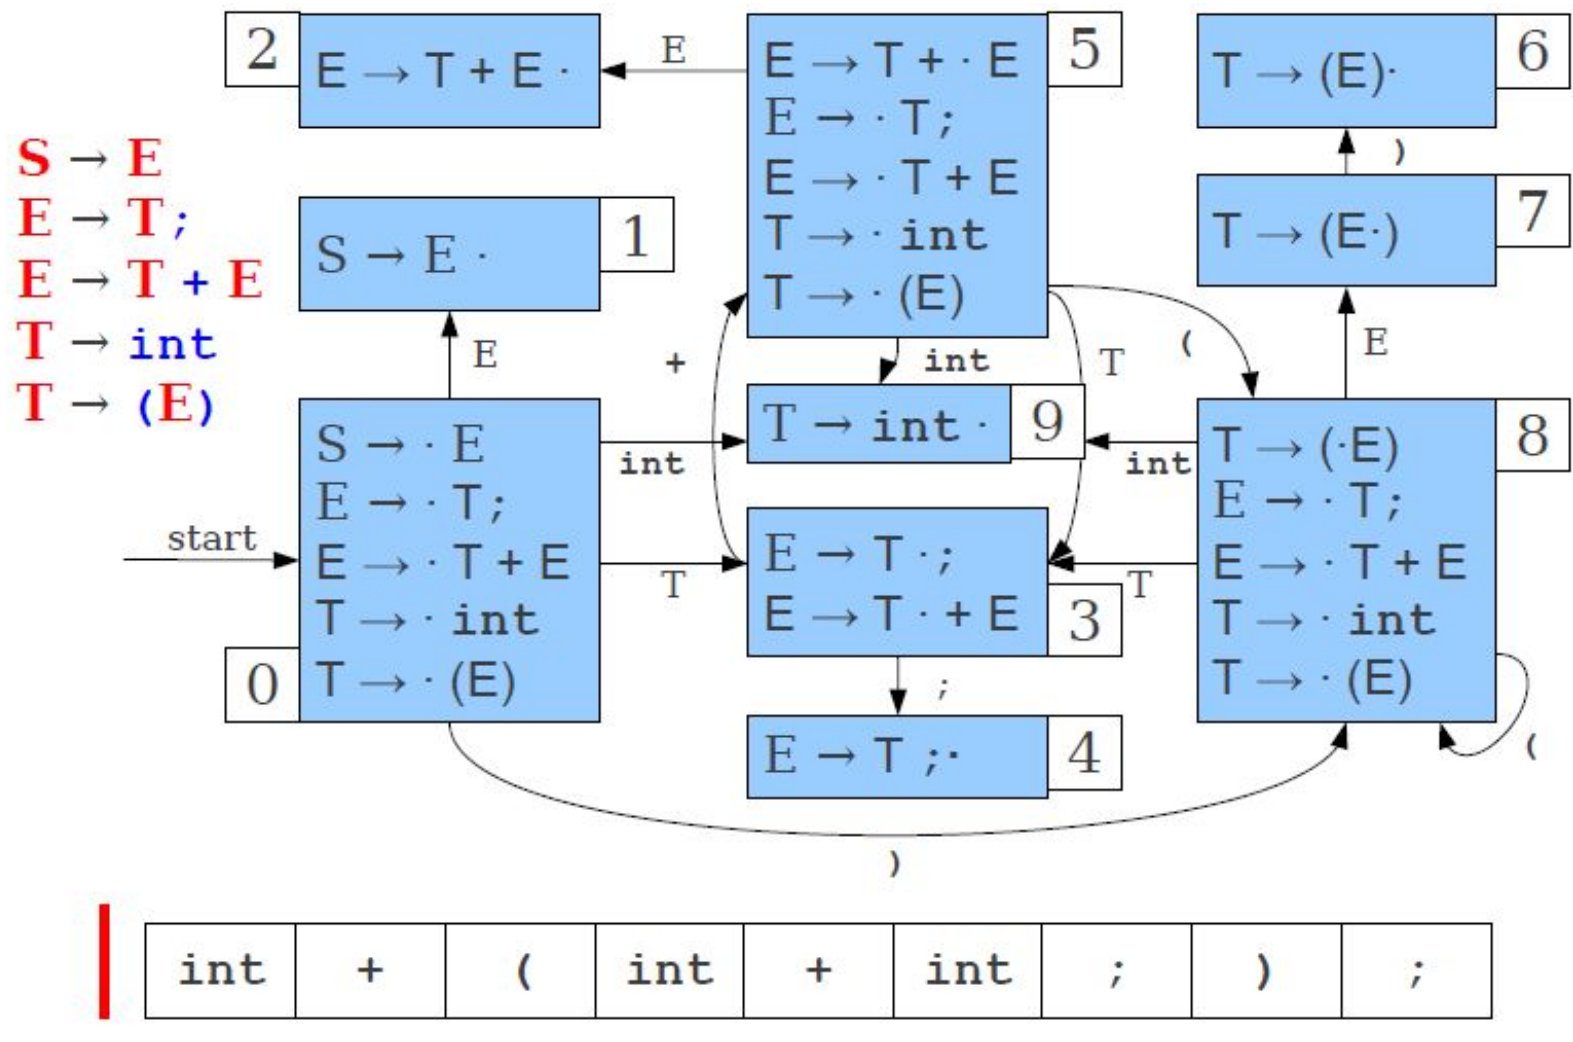 S → E
E → T ;
E → T + E
T → int
T → (E)
2
E → T + E ·
E
E → T + · E
E → · T ;
E → · T + E
T → · int
T → · (E)
5
T → (E)·
6
)
T → (E·)
7
S → E ·
1
E
+
int
T
(
E
T → int ·
9
S → · E
E → · T ;
E → · T + E
T → · int
T → · (E)
0
start
int
T
E → T · ;
E → T · + E
3
;
E → T ; ·
4
int
T
T → (·E)
E → · T ;
E → · T + E
T → · int
T → · (E)
8
(
)
int + ( int + int ; ) ;